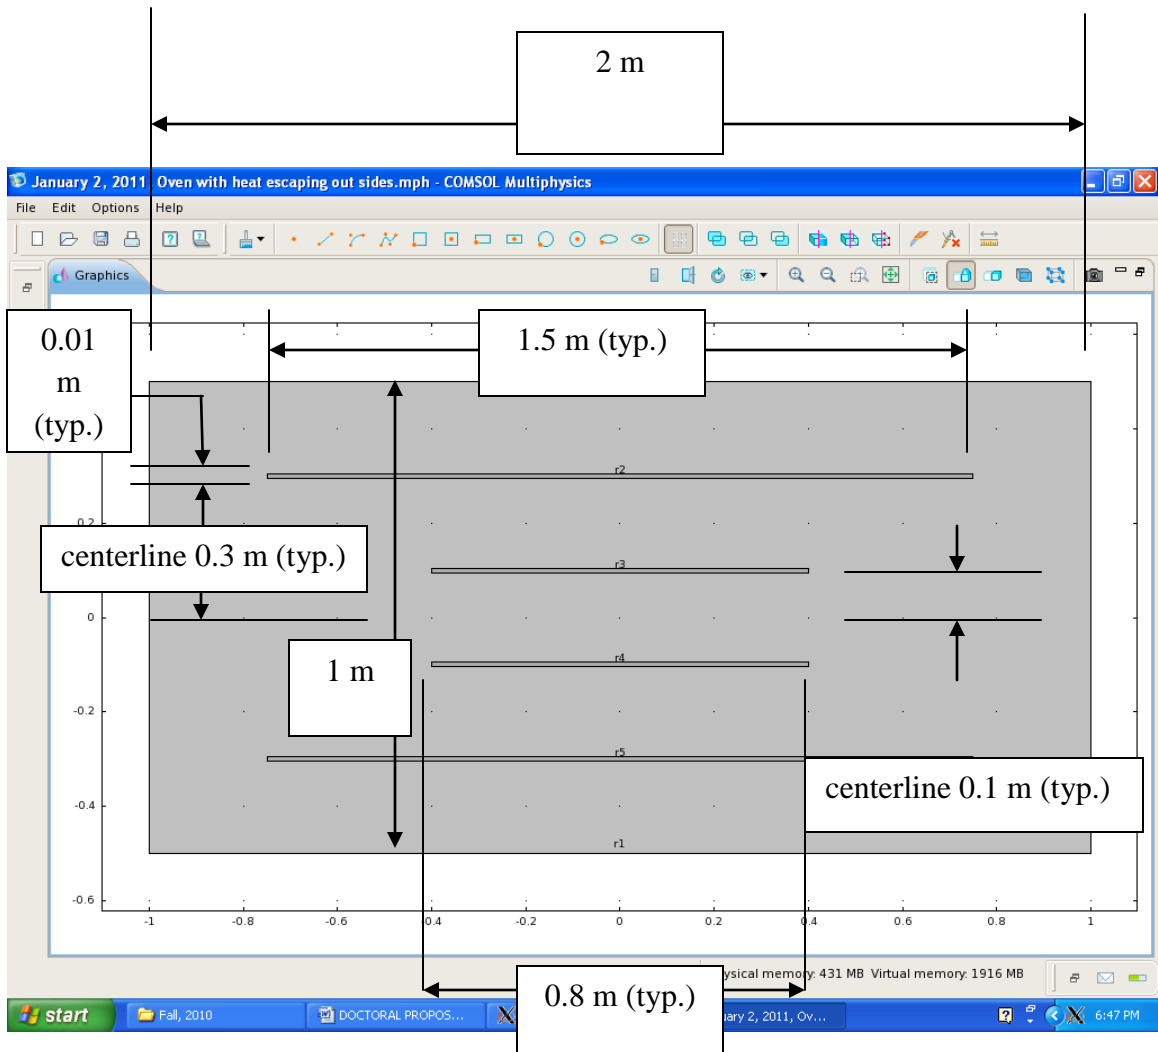 2 m
January 2, 2011, Oven with heat escaping out sides.mph - COMSOL Multiphysics
File Edit Options Help
Graphics
0.01
m
(typ.)
1.5 m (typ.)
r2
0.2
centerline 0.3 m (typ.)
r3
0
1 m
r4
-0.2
r5
centerline 0.1 m (typ.)
-0.4
r1
-0.6
-1 -0.8 -0.6 -0.4 -0.2 0 0.2 0.4 0.6 0.8 1
memory: 431 MB Virtual memory: 1916 MB
0.8 m (typ.)
start Fall, 2010 DOCTORAL PROPOS... 2, 2011, Ov... 6:47 PM